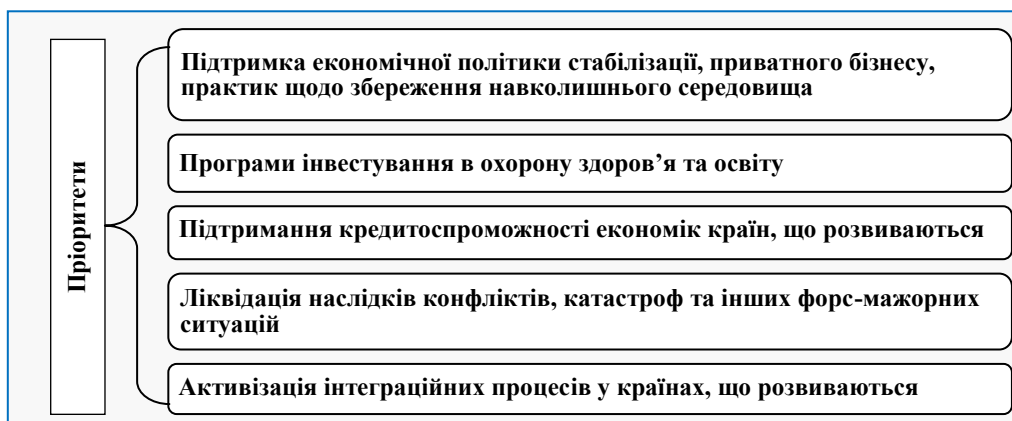 Пріоритети
Підтримка економічної політики стабілізації, приватного бізнесу,
практик щодо збереження навколишнього середовища
Програми інвестування в охорону здоров’я та освіту
Підтримання кредитоспроможності економік країн, що розвиваються
Ліквідація наслідків конфліктів, катастроф та інших форс-мажорних
ситуацій
Активізація інтеграційних процесів у країнах, що розвиваються